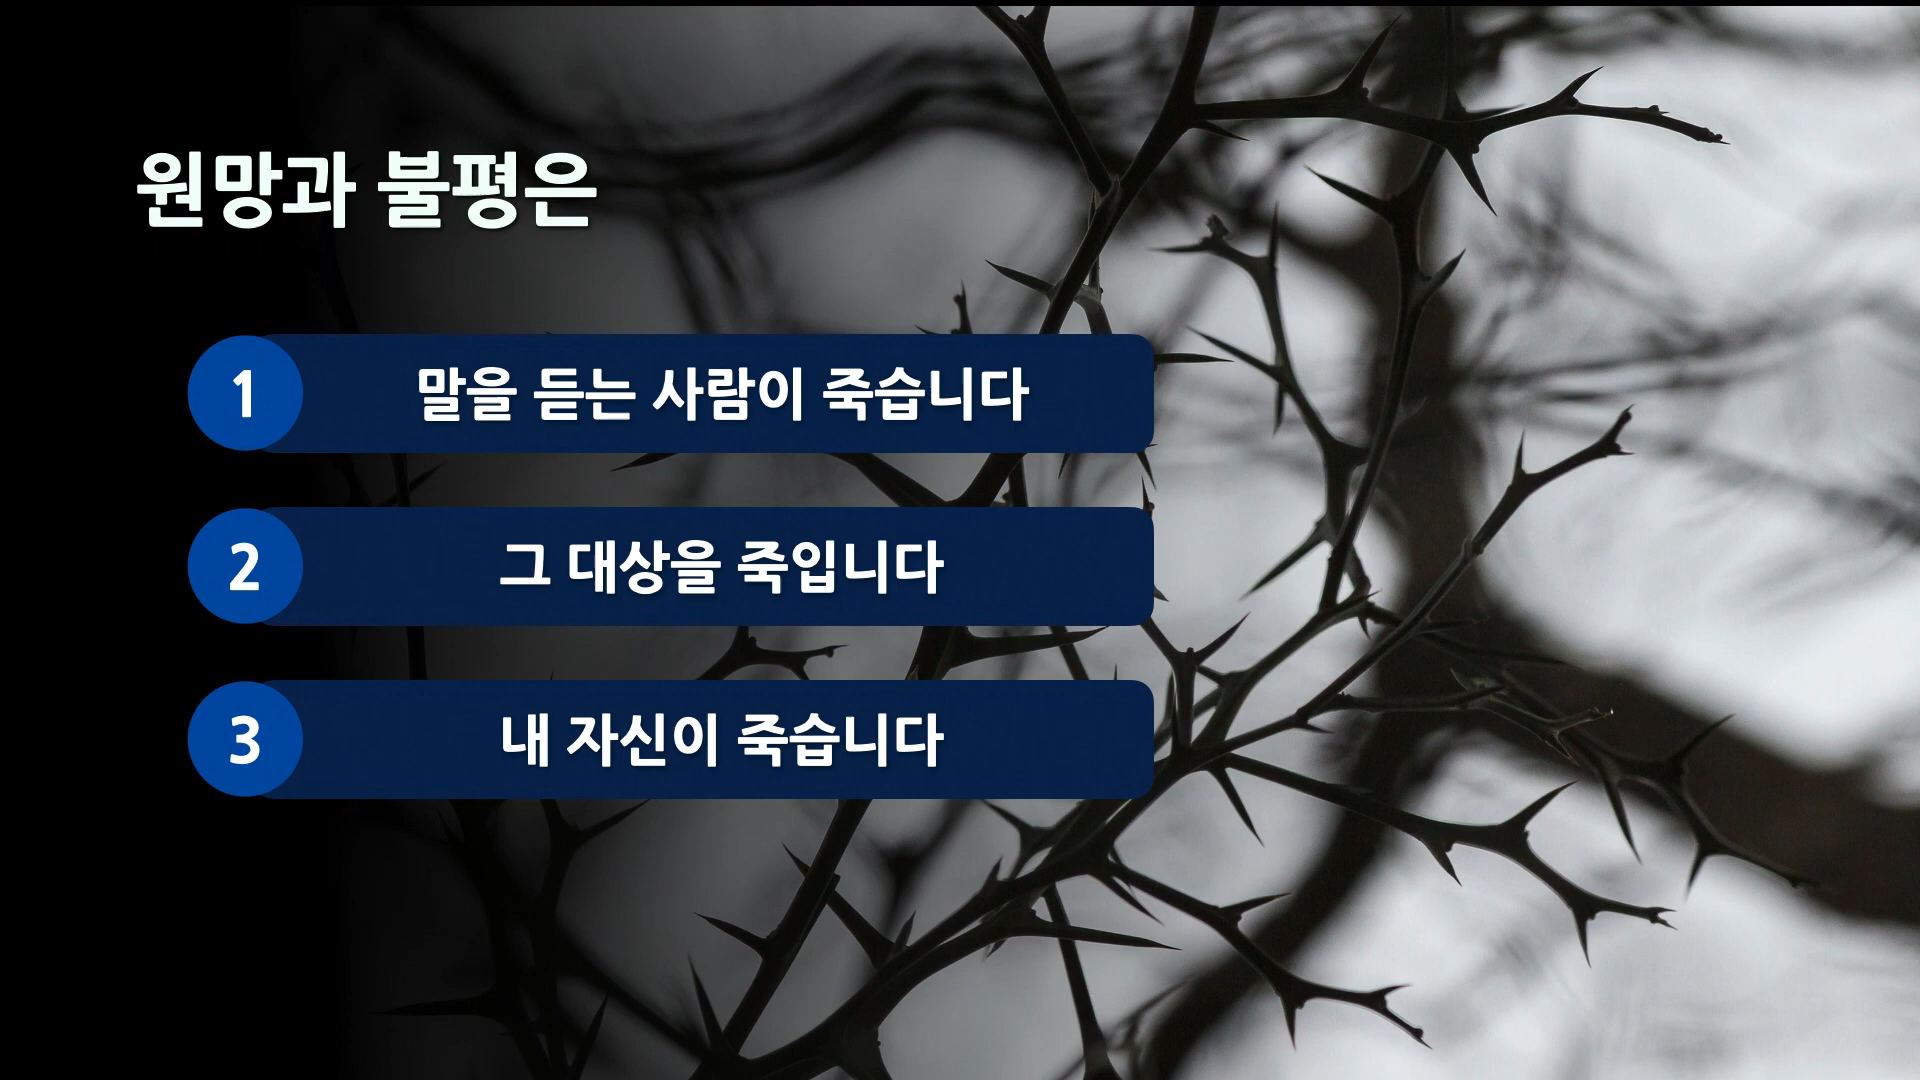 원망과 불평은
1 말을 듣는 사람이 죽습니다
2 그 대상을 죽입니다
3 내 자신이 죽습니다